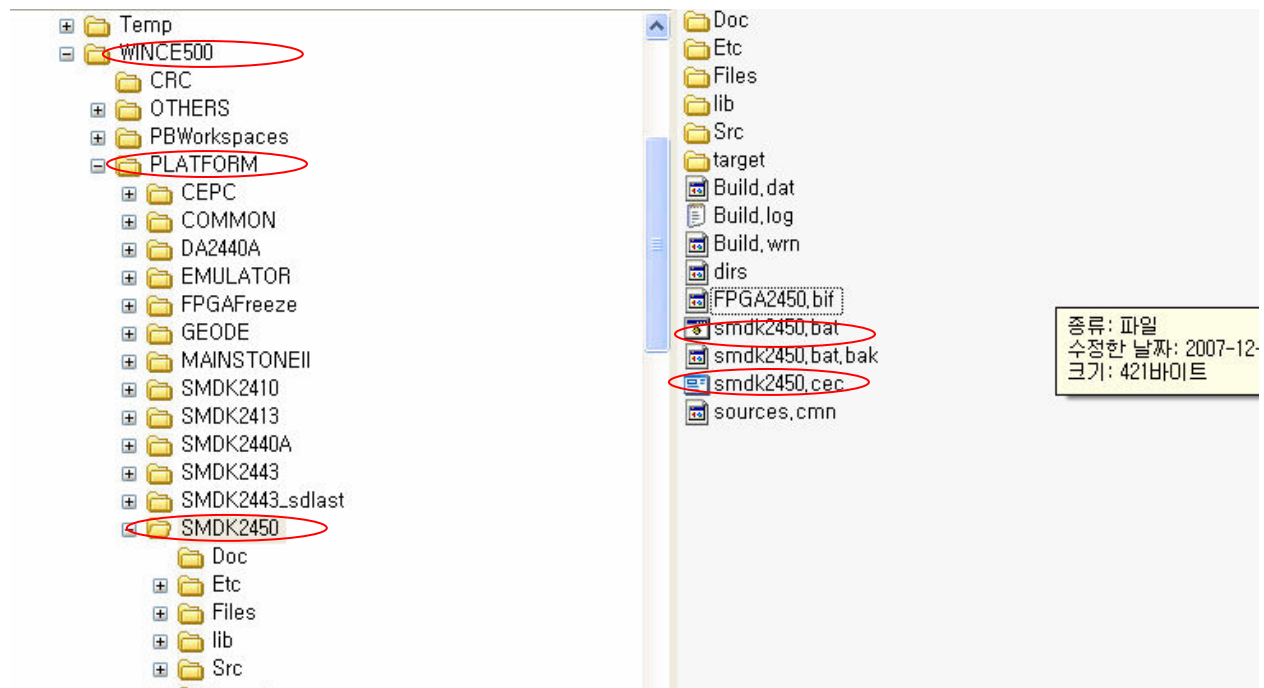 Temp
WINCE500
CRC
OTHERS
PBWorkspaces
PLATFORM
CEPC
COMMON
DA2440A
EMULATOR
FPGAFreeze
GEODE
MAINSTONEII
SMDK2410
SMDK2413
SMDK2440A
SMDK2443
SMDK2443_sdlast
SMDK2450
Doc
Etc
Files
lib
Src
Doc
Etc
Files
lib
Src
target
Build.dat
Build.log
Build.wrn
dirs
FPGA2450.bif
smdk2450.bat
smdk2450.bat.bak
smdk2450.cec
sources.cmn
종류: 파일
수정한 날짜: 2007-12-
크기: 421바이트